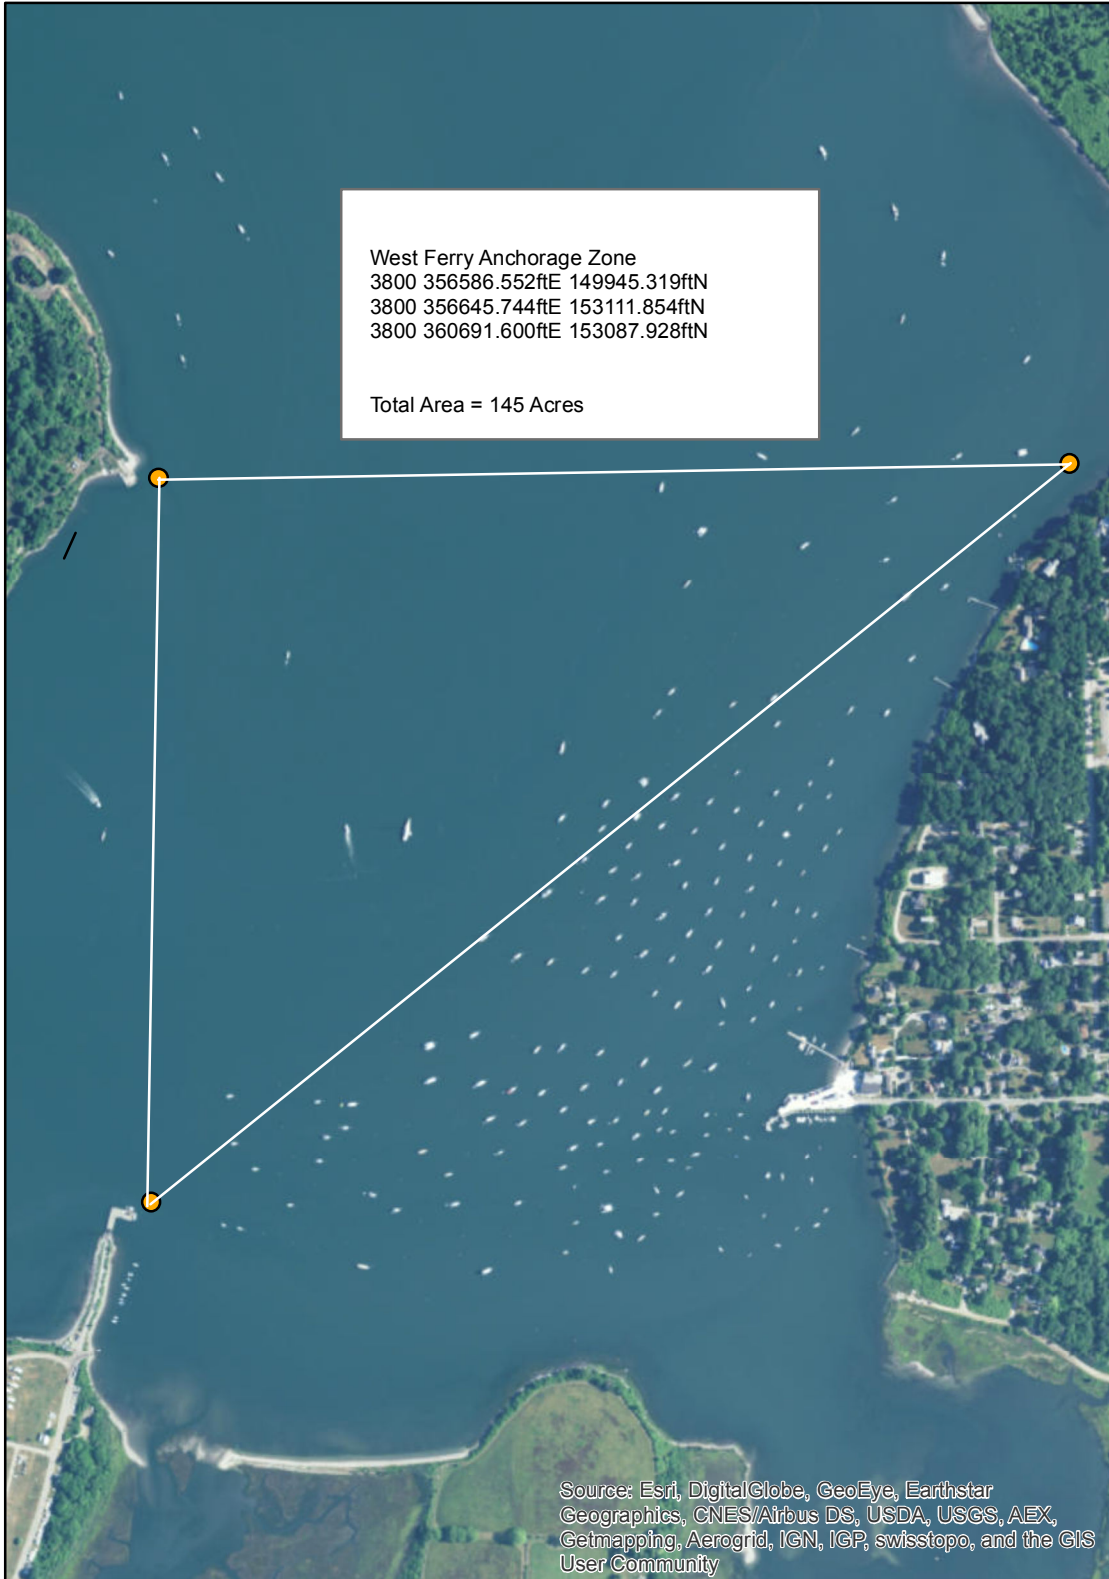 West Ferry Anchorage Zone
3800 356586.552ftE 149945.319ftN
3800 356645.744ftE 153111.854ftN
3800 360691.600ftE 153087.928ftN
Total Area = 145 Acres
Source: Esri, DigitalGlobe, GeoEye, Earthstar
Geographics, CNES/Airbus DS, USDA, USGS, AEX,
Getmapping, Aerogrid, IGN, IGP, swisstopo, and the GIS
User Community